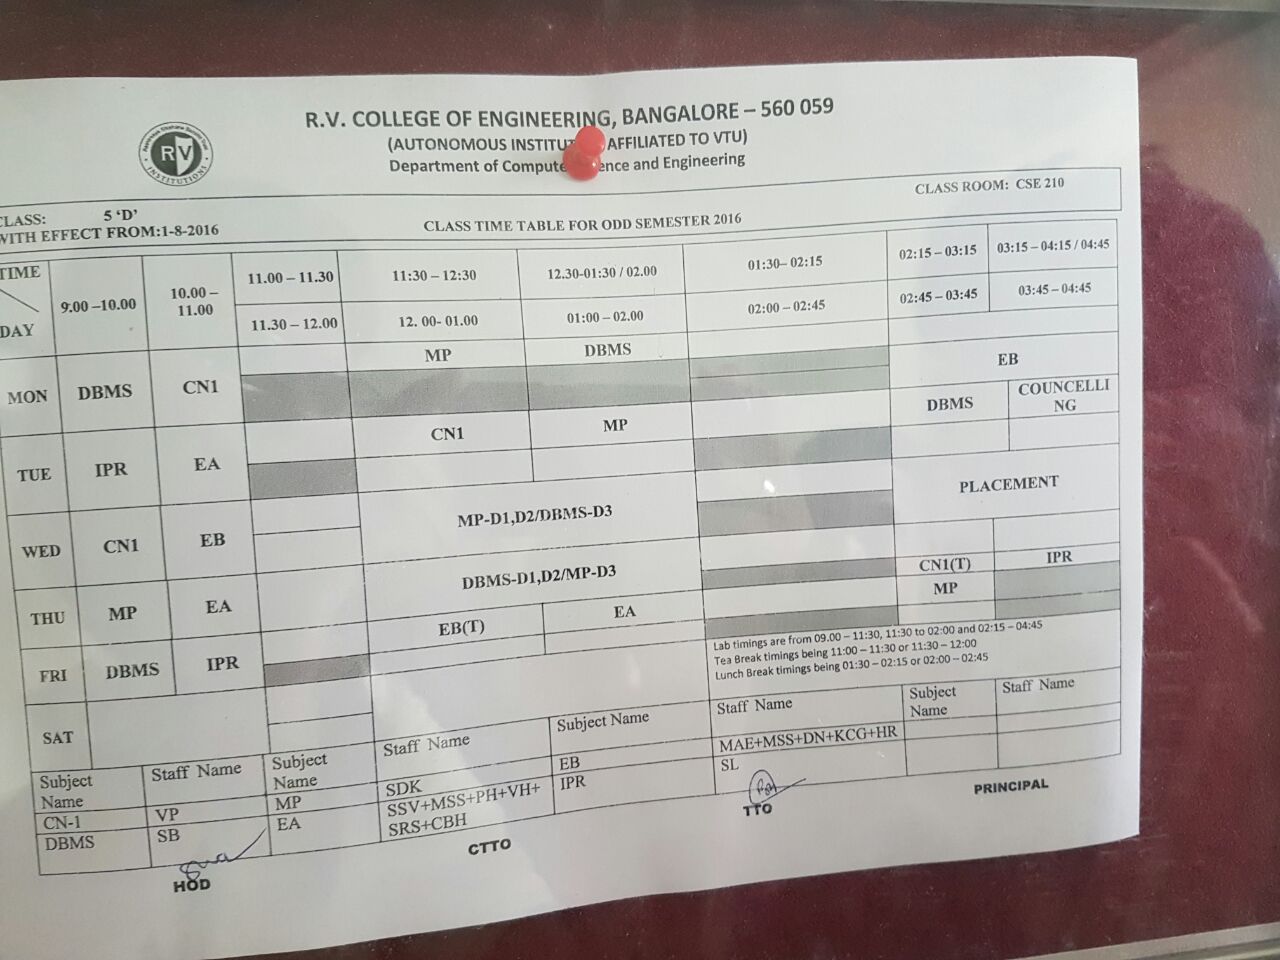 R.V. COLLEGE OF ENGINEERING, BANGALORE – 560 059
(AUTONOMOUS AFFILIATED TO VTU)
Department of and Engineering
RV
INSTITUTIONS
CLASS ROOM: CSE 210
5 'D'
CLASS TIME TABLE FOR ODD SEMESTER 2016
EFFECT FROM:1-8-2016
9.00 –10.00 10.00 – 11.00 11.00 – 11.30 11:30 – 12:30 12.30-01:30 / 02.00 01:30– 02:15 02:15 – 03:15 03:15 – 04:15 / 04:45
DAY 11.30 – 12.00 12. 00- 01.00 01:00 – 02.00 02:00 – 02:45 02:45 – 03:45 03:45 – 04:45
MON DBMS CN1 MP DBMS EB
DBMS COUNCELLI
NG
TUE IPR EA CN1 MP
PLACEMENT
WED CN1 EB MP-D1,D2/DBMS-D3
THU MP EA DBMS-D1,D2/MP-D3 CN1(T) IPR
MP
FRI DBMS IPR EB(T) EA
Lab timings are from 09.00 – 11:30, 11:30 to 02:00 and 02:15 – 04:45
Tea Break timings being 11:00 – 11:30 or 11:30 – 12:00
Lunch Break timings being 01:30 – 02:15 or 02:00 – 02:45
SAT
Subject Name Staff Name Subject Name Staff Name Subject Name Staff Name Subject Name Staff Name
CN-1 VP MP SDK EB MAE+MSS+DN+KCG+HR
DBMS SB EA SSV+MSS+PH+VH+
SRS+CBH IPR SL
HOD CTTO TTO PRINCIPAL